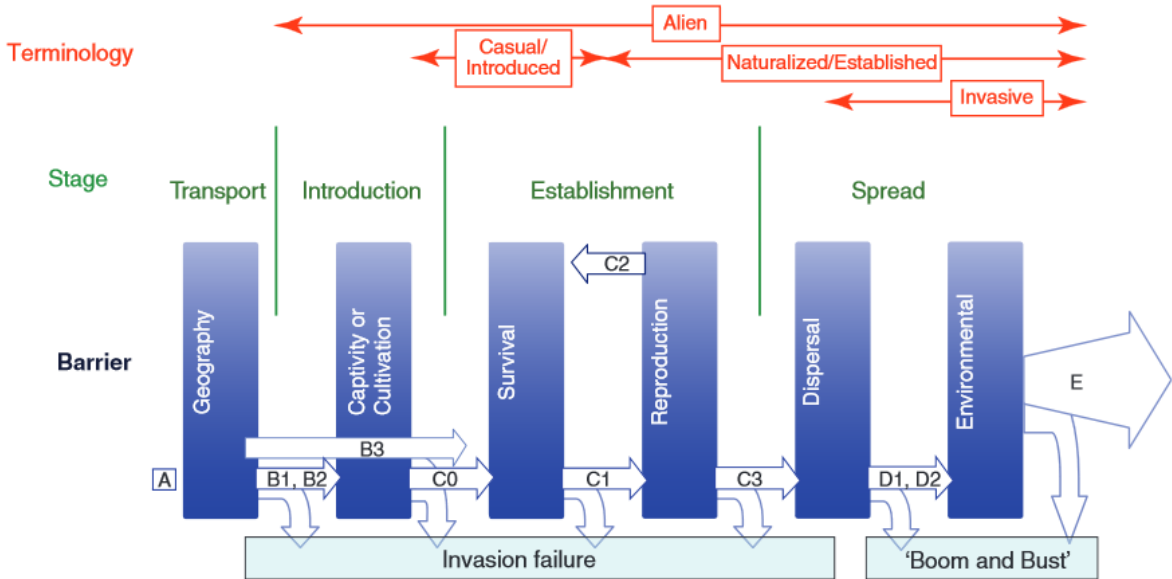 Terminology
Alien
Casual/
Introduced
Naturalized/Established
Invasive
Stage
Transport
Introduction
Establishment
Spread
Barrier
Geography
Captivity or
Cultivation
Survival
Reproduction
Dispersal
Environmental
C2
E
B3
A
B1, B2
C0
C1
C3
D1, D2
Invasion failure
‘Boom and Bust’